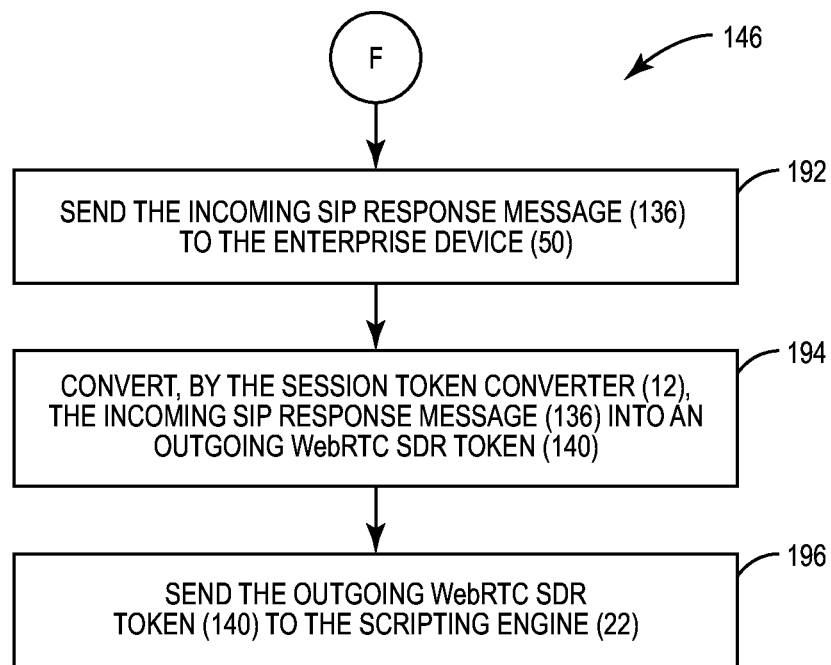 F
146
192
SEND THE INCOMING SIP RESPONSE MESSAGE (136)
TO THE ENTERPRISE DEVICE (50)
194
CONVERT, BY THE SESSION TOKEN CONVERTER (12),
THE INCOMING SIP RESPONSE MESSAGE (136) INTO AN
OUTGOING WebRTC SDR TOKEN (140)
196
SEND THE OUTGOING WebRTC SDR
TOKEN (140) TO THE SCRIPTING ENGINE (22)